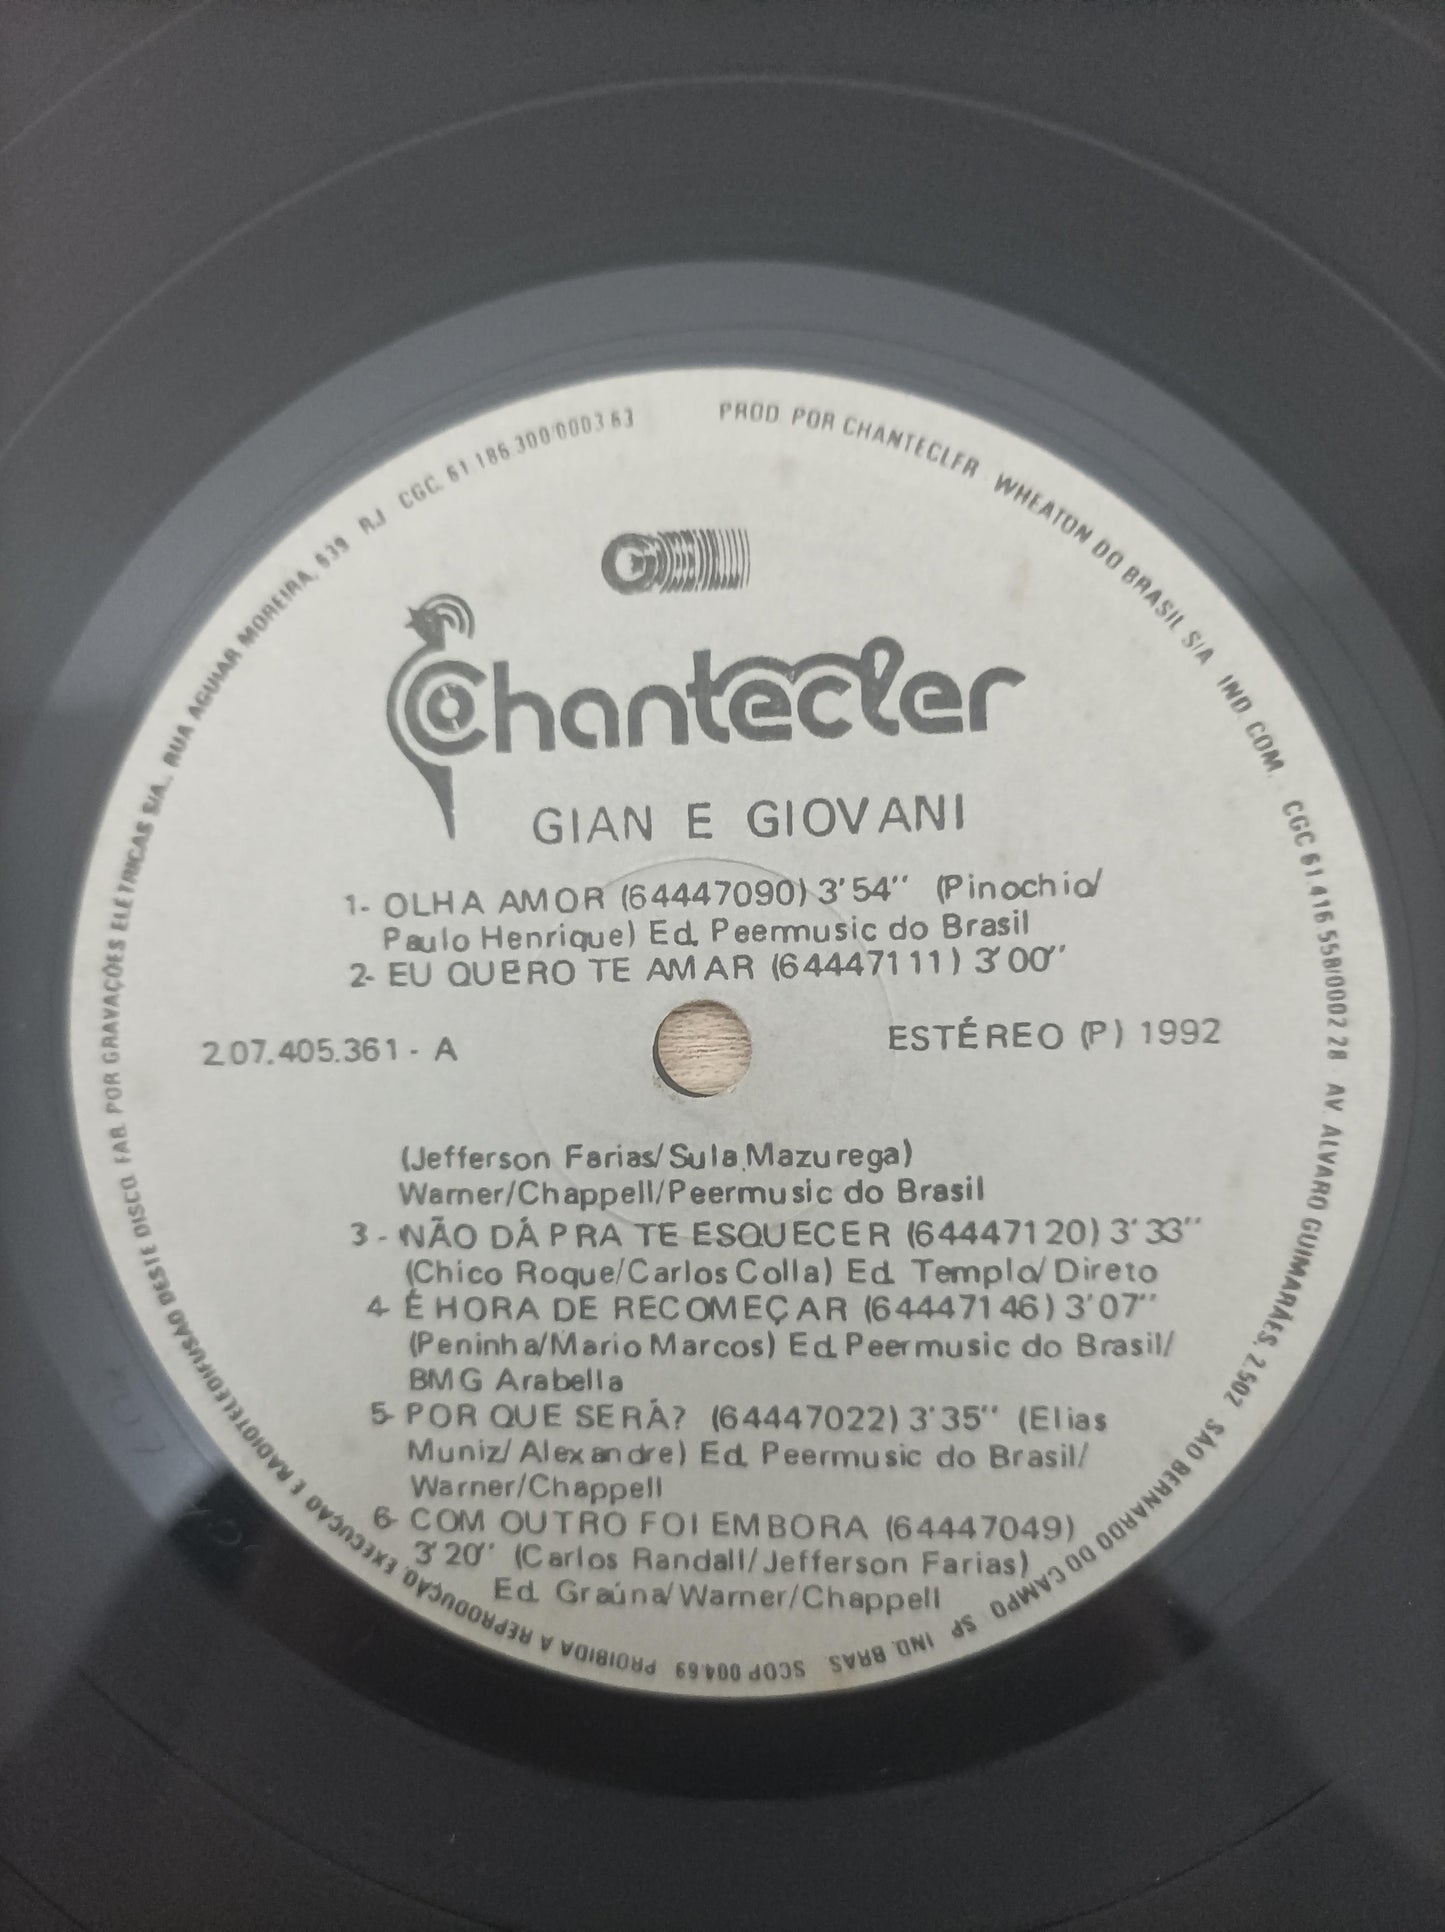 PROD. POR CHANTECLER - WHEATON DO BRASIL S/A IND. COM. CGC 61.416.558/0002 28 AV. ALVARO GUIMARÃES, 2.502 SÃO BERNARDO DO CAMPO SP IND. BRAS. SCDP 004/69 PROIBIDA A REPRODUÇÃO, EXECUÇÃO E RADIOTELEDIFUSÃO DESTE DISCO. FAB. POR GRAVAÇÕES ELÉTRICAS S/A., RUA AGUIAR MOREIRA, 539 RJ CGC. 61.186.300/0003 63
Chantecler
GIAN E GIOVANI
1- OLHA AMOR (64447090) 3'54'' (Pinochio/
Paulo Henrique) Ed. Peermusic do Brasil
2- EU QUERO TE AMAR (64447111) 3'00''
207.405.361 - A
ESTÉREO (P) 1992
(Jefferson Farias/Sula Mazurega)
Warner/Chappell/Peermusic do Brasil
3 - NÃO DÁ PRA TE ESQUECER (64447120) 3'33''
(Chico Roque/Carlos Colla) Ed. Templo/Direto
4- É HORA DE RECOMEÇAR (64447146) 3'07''
(Peninha/Mario Marcos) Ed. Peermusic do Brasil/
BMG Arabella
5- POR QUE SERÁ? (64447022) 3'35'' (Elias
Muniz/Alexandre) Ed. Peermusic do Brasil/
Warner/Chappell
6- COM OUTRO FOI EMBORA (64447049)
3'20'' (Carlos Randall/Jefferson Farias)
Ed. Graúna/Warner/Chappell